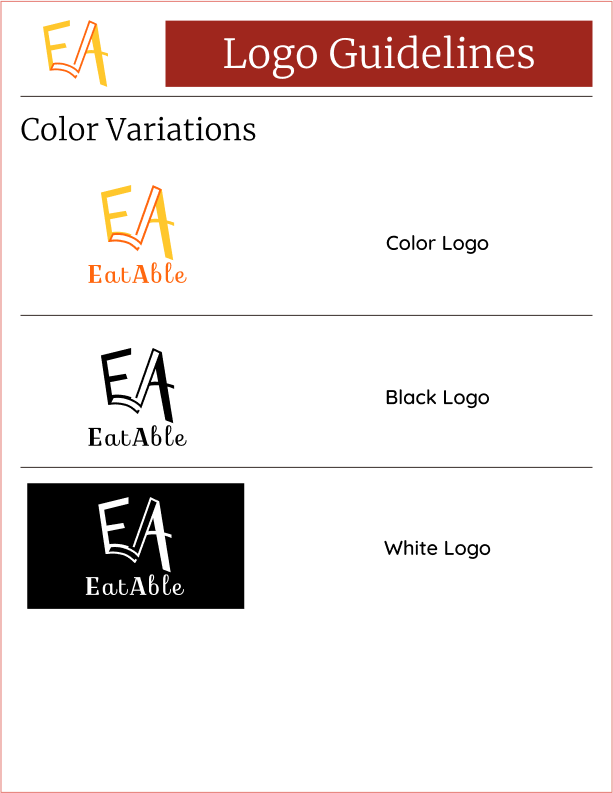 EA
Logo Guidelines
Color Variations
EA
EatAble
Color Logo
EA
EatAble
Black Logo
EA
EatAble
White Logo